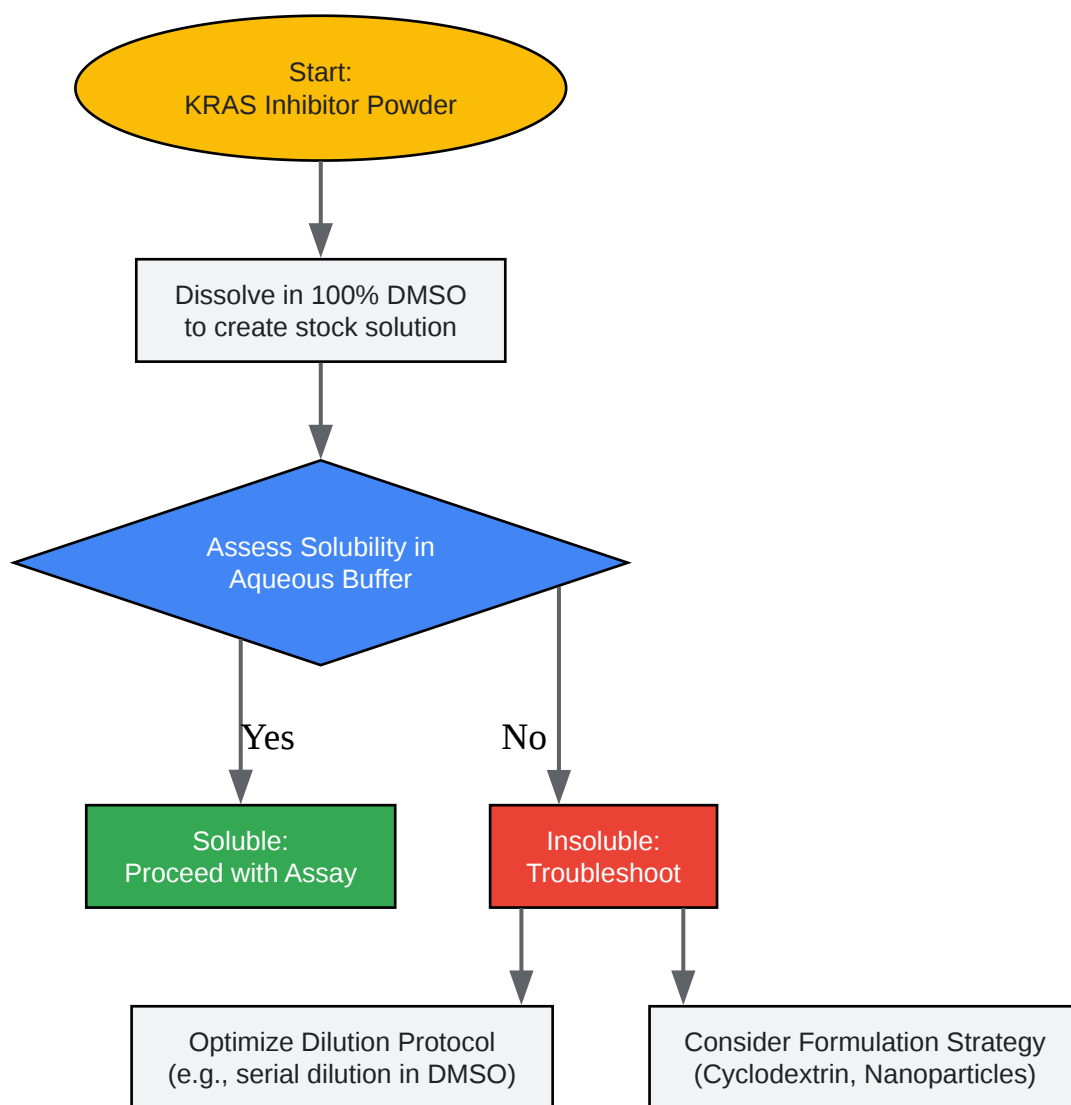 Start:
KRAS Inhibitor Powder
Dissolve in 100% DMSO
to create stock solution
Assess Solubility in
Aqueous Buffer
Yes
No
Soluble:
Proceed with Assay
Insoluble:
Troubleshoot
Optimize Dilution Protocol
(e.g., serial dilution in DMSO)
Consider Formulation Strategy
(Cyclodextrin, Nanoparticles)